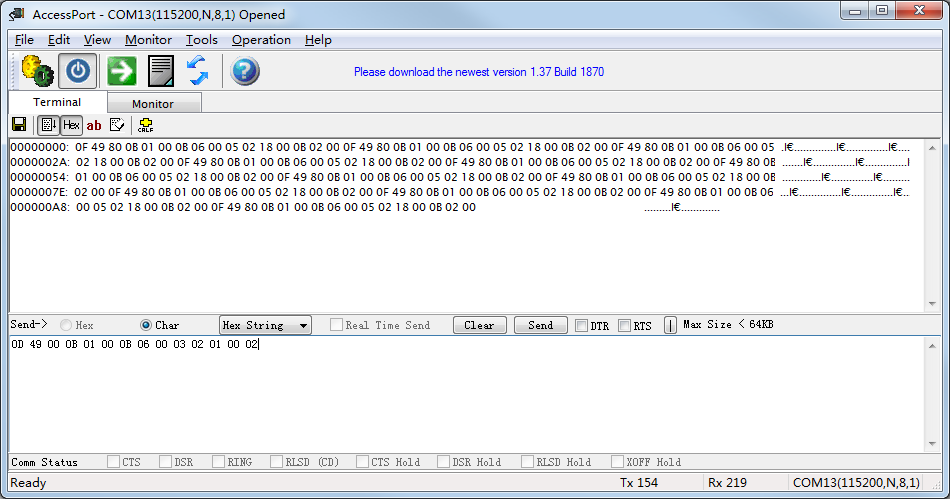 AccessPort - COM13(115200,N,8,1) Opened
File Edit View Monitor Tools Operation Help
Please download the newest version 1.37 Build 1870
Terminal Monitor
Hex ab CRLF
00000000: 0F 49 80 0B 01 00 0B 06 00 05 02 18 00 0B 02 00 0F 49 80 0B 01 00 0B 06 00 05 02 18 00 0B 02 00 0F 49 80 0B 01 00 0B 06 00 05 .I€..............I€..............I€........
0000002A: 02 18 00 0B 02 00 0F 49 80 0B 01 00 0B 06 00 05 02 18 00 0B 02 00 0F 49 80 0B 01 00 0B 06 00 05 02 18 00 0B 02 00 0F 49 80 0B .......I€..............I€..............I€.
00000054: 01 00 0B 06 00 05 02 18 00 0B 02 00 0F 49 80 0B 01 00 0B 06 00 05 02 18 00 0B 02 00 0F 49 80 0B 01 00 0B 06 00 05 02 18 00 0B .............I€..............I€............
0000007E: 02 00 0F 49 80 0B 01 00 0B 06 00 05 02 18 00 0B 02 00 0F 49 80 0B 01 00 0B 06 00 05 02 18 00 0B 02 00 0F 49 80 0B 01 00 0B 06 ...I€..............I€..............I€.....
000000A8: 00 05 02 18 00 0B 02 00 0F 49 80 0B 01 00 0B 06 00 05 02 18 00 0B 02 00 .........I€.............
Send-> Hex Char Hex String Real Time Send Clear Send DTR RTS Max Size < 64KB
0D 49 00 0B 01 00 0B 06 00 03 02 01 00 02
Comm Status CTS DSR RING RLSD (CD) CTS Hold DSR Hold RLSD Hold XOFF Hold
Ready Tx 154 Rx 219 COM13(115200,N,8,1)